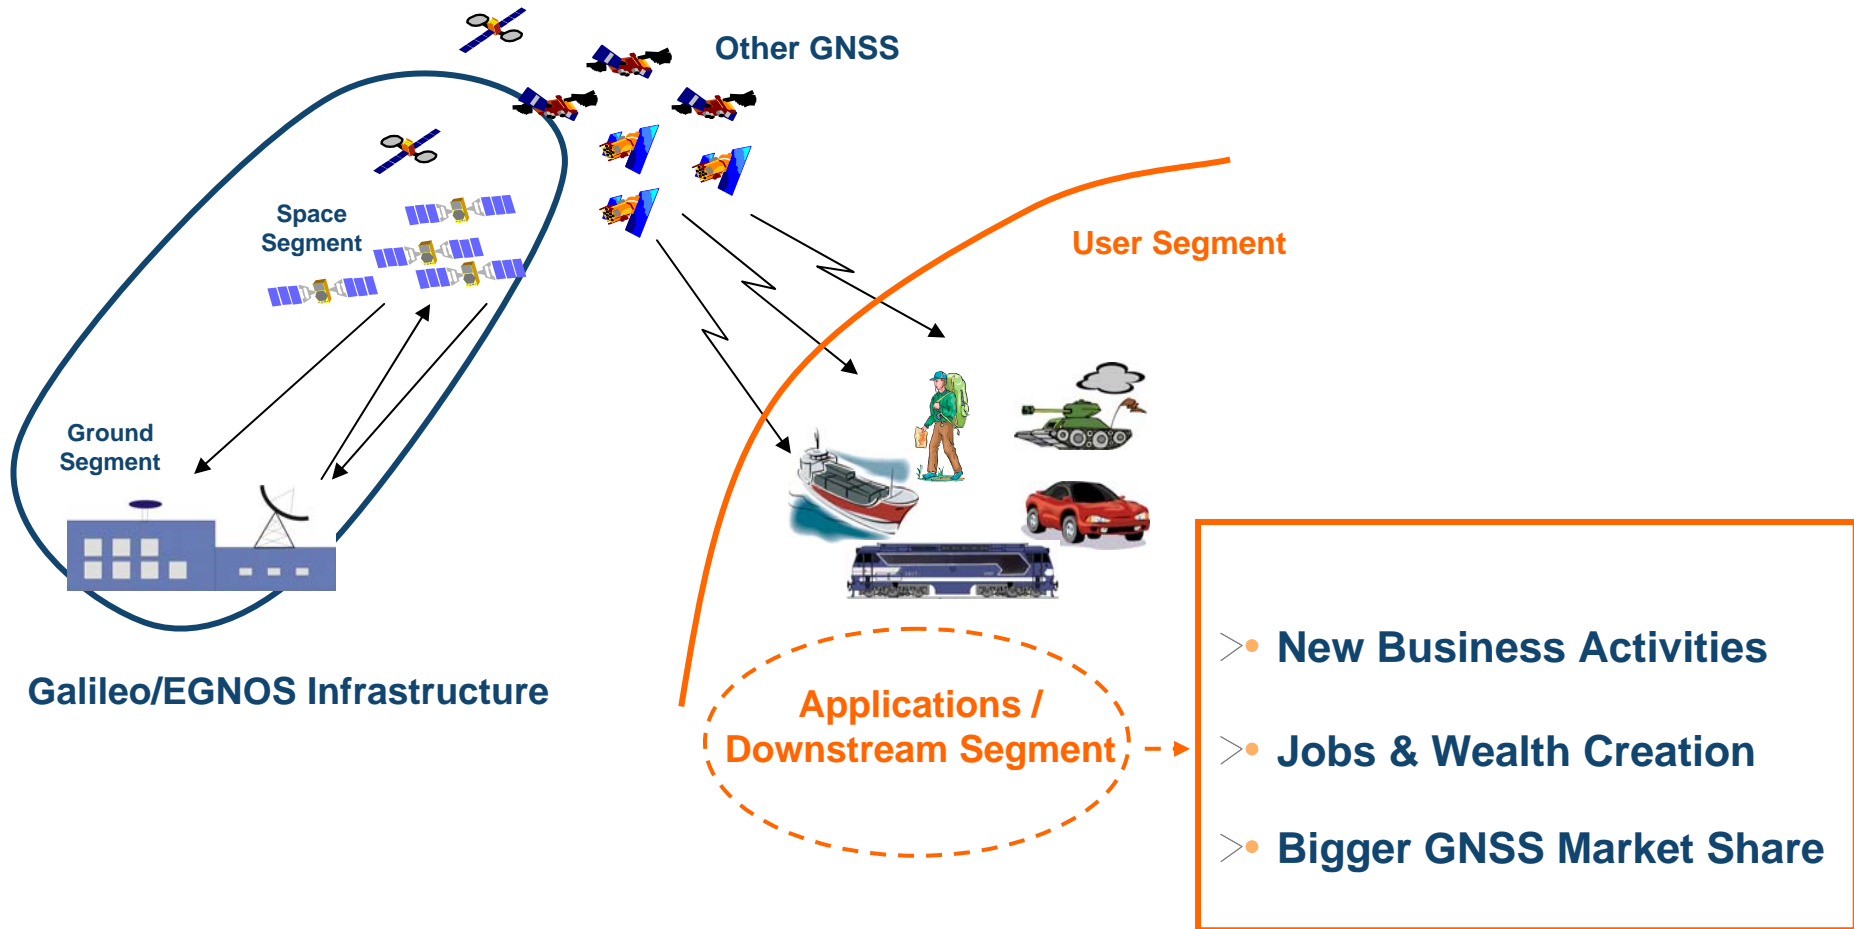 Other GNSS
Space
Segment
User Segment
Ground
Segment
Galileo/EGNOS Infrastructure
Applications /
Downstream Segment
New Business Activities
Jobs & Wealth Creation
Bigger GNSS Market Share